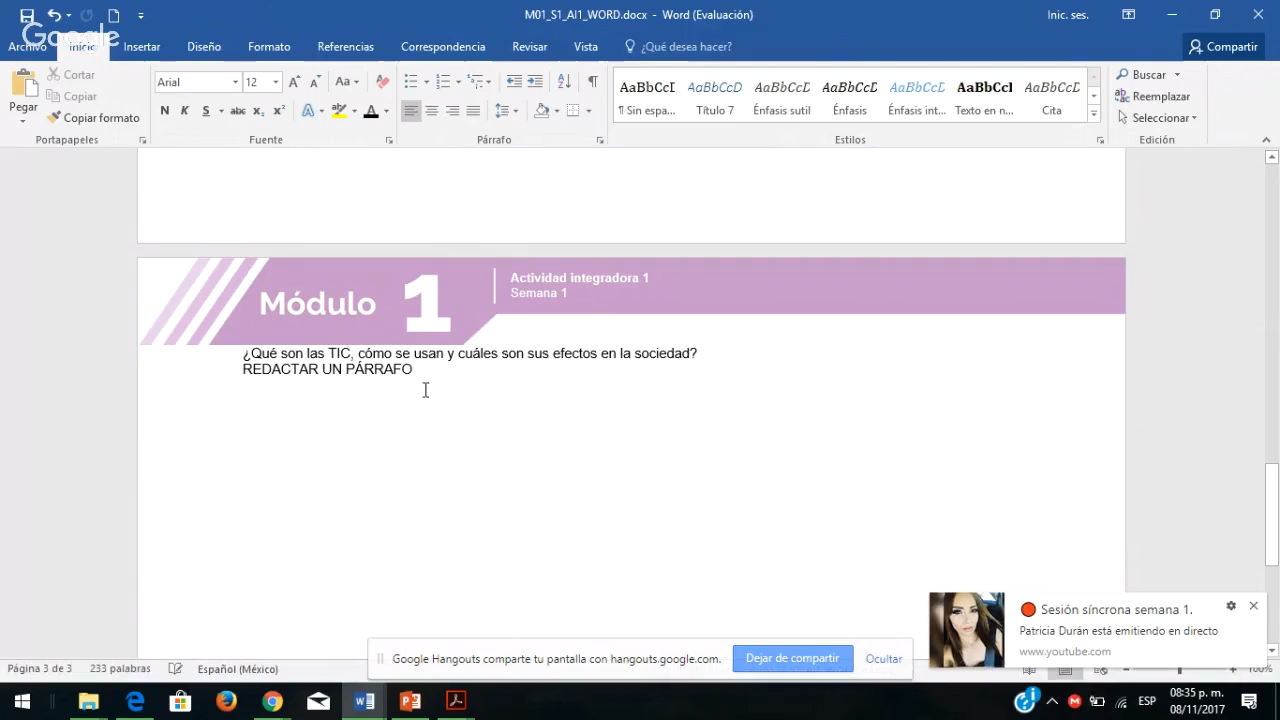 M01_S1_AI1_WORD.docx - Word (Evaluación)
Inic. ses.
Google
Archivo
Inicio
Insertar
Diseño
Formato
Referencias
Correspondencia
Revisar
Vista
¿Qué desea hacer?
Compartir
Pegar
Cortar
Copiar
Copiar formato
Portapapeles
Arial
12
Aa
N K S abc x₂ x²
Fuente
Párrafo
AaBbCcI
¶ Sin espa...
AaBbCcD
Título 7
AaBbCcL
Énfasis sutil
AaBbCcL
Énfasis
AaBbCcL
Énfasis int...
AaBbCcI
Texto en n...
AaBbCcL
Cita
Estilos
Buscar
Reemplazar
Seleccionar
Edición
Módulo 1
Actividad integradora 1
Semana 1
¿Qué son las TIC, cómo se usan y cuáles son sus efectos en la sociedad?
REDACTAR UN PÁRRAFO
Sesión síncrona semana 1.
Patricia Durán está emitiendo en directo
www.youtube.com
Google Hangouts comparte tu pantalla con hangouts.google.com.
Dejar de compartir
Ocultar
Página 3 de 3
233 palabras
Español (México)
100%
ESP
08:35 p. m.
08/11/2017